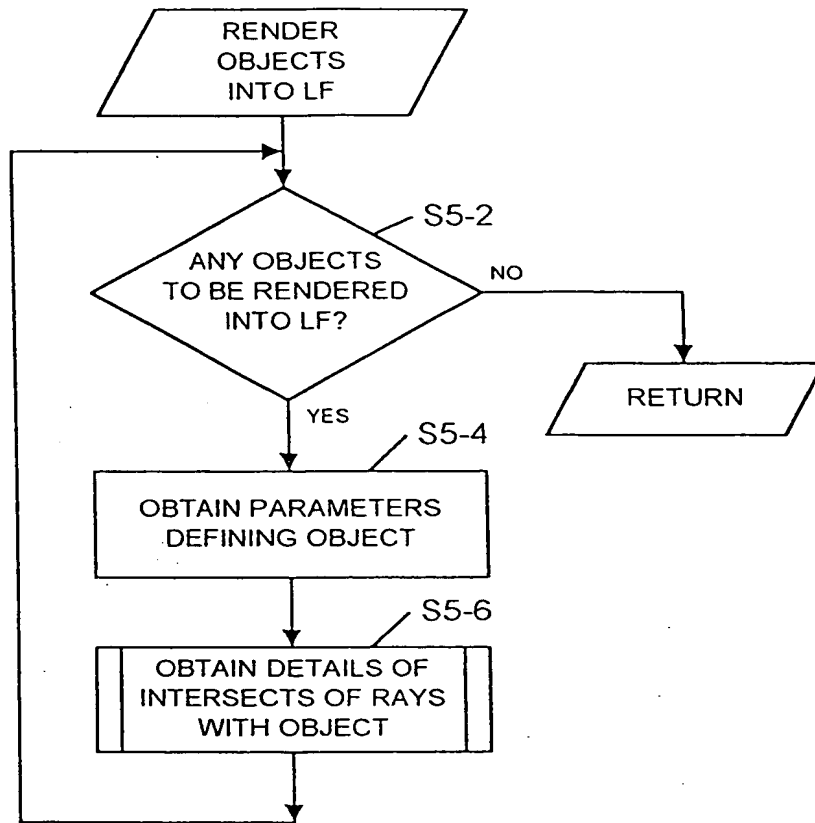 RENDER
OBJECTS
INTO LF
S5-2
ANY OBJECTS
TO BE RENDERED
INTO LF?
NO
RETURN
YES
S5-4
OBTAIN PARAMETERS
DEFINING OBJECT
S5-6
OBTAIN DETAILS OF
INTERSECTS OF RAYS
WITH OBJECT